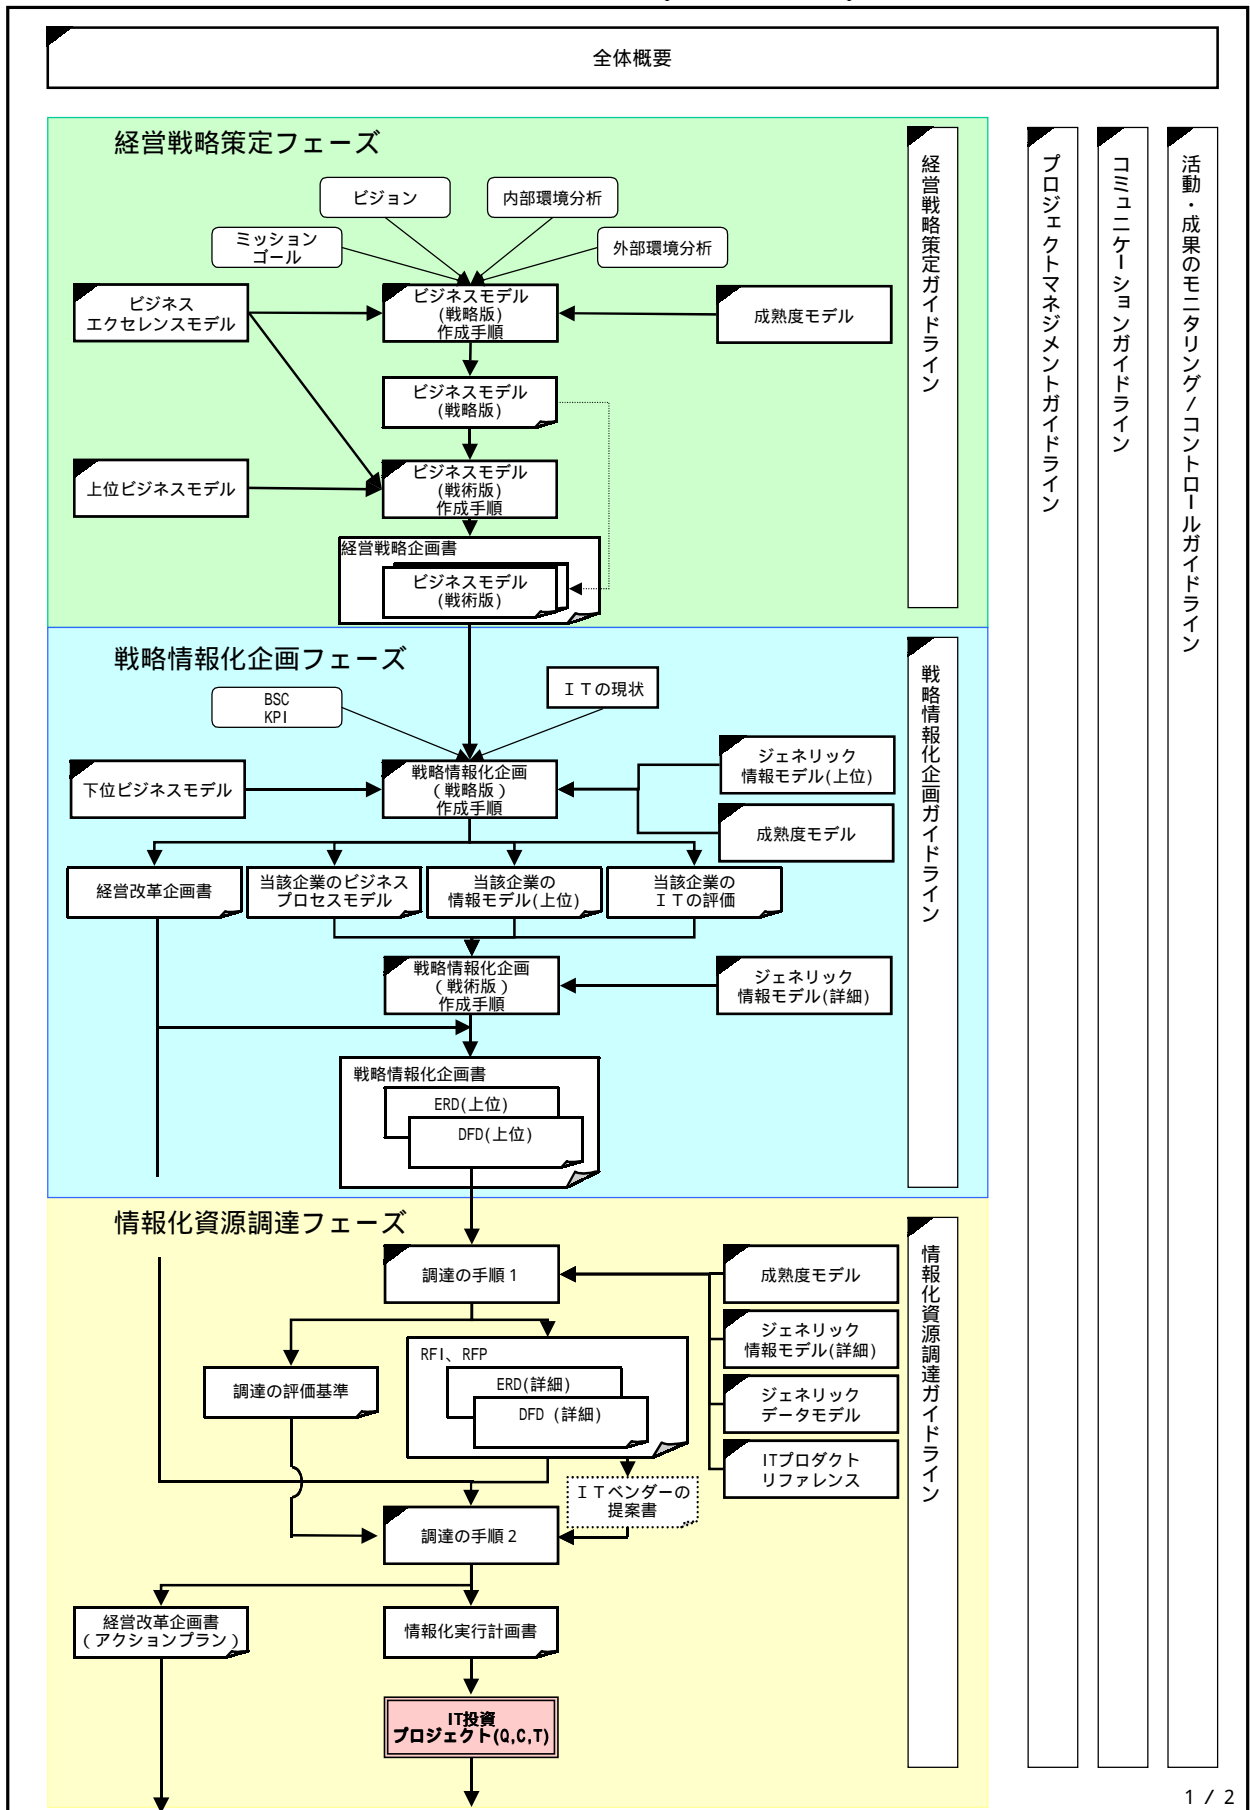 全体概要
経営戦略策定フェーズ
ビジョン
内部環境分析
ミッション
ゴール
外部環境分析
ビジネス
エクセレンスモデル
ビジネスモデル
(戦略版)
作成手順
成熟度モデル
ビジネスモデル
(戦略版)
上位ビジネスモデル
ビジネスモデル
(戦術版)
作成手順
経営戦略企画書
ビジネスモデル
(戦術版)
経営戦略策定ガイドライン
プロジェクトマネジメントガイドライン
コミュニケーションガイドライン
活動・成果のモニタリング/コントロールガイドライン
戦略情報化企画フェーズ
BSC
KPI
ITの現状
下位ビジネスモデル
戦略情報化企画
(戦略版)
作成手順
ジェネリック
情報モデル(上位)
成熟度モデル
経営改革企画書
当該企業のビジネス
プロセスモデル
当該企業の
情報モデル(上位)
当該企業の
ITの評価
戦略情報化企画
(戦術版)
作成手順
ジェネリック
情報モデル(詳細)
戦略情報化企画書
ERD(上位)
DFD(上位)
戦略情報化企画ガイドライン
情報化資源調達フェーズ
調達の手順1
成熟度モデル
ジェネリック
情報モデル(詳細)
ジェネリック
データモデル
ITプロダクト
リファレンス
調達の評価基準
RFI、RFP
ERD(詳細)
DFD (詳細)
ITベンダーの
提案書
調達の手順2
経営改革企画書
(アクションプラン)
情報化実行計画書
IT投資
プロジェクト(Q,C,T)
情報化資源調達ガイドライン
1 / 2